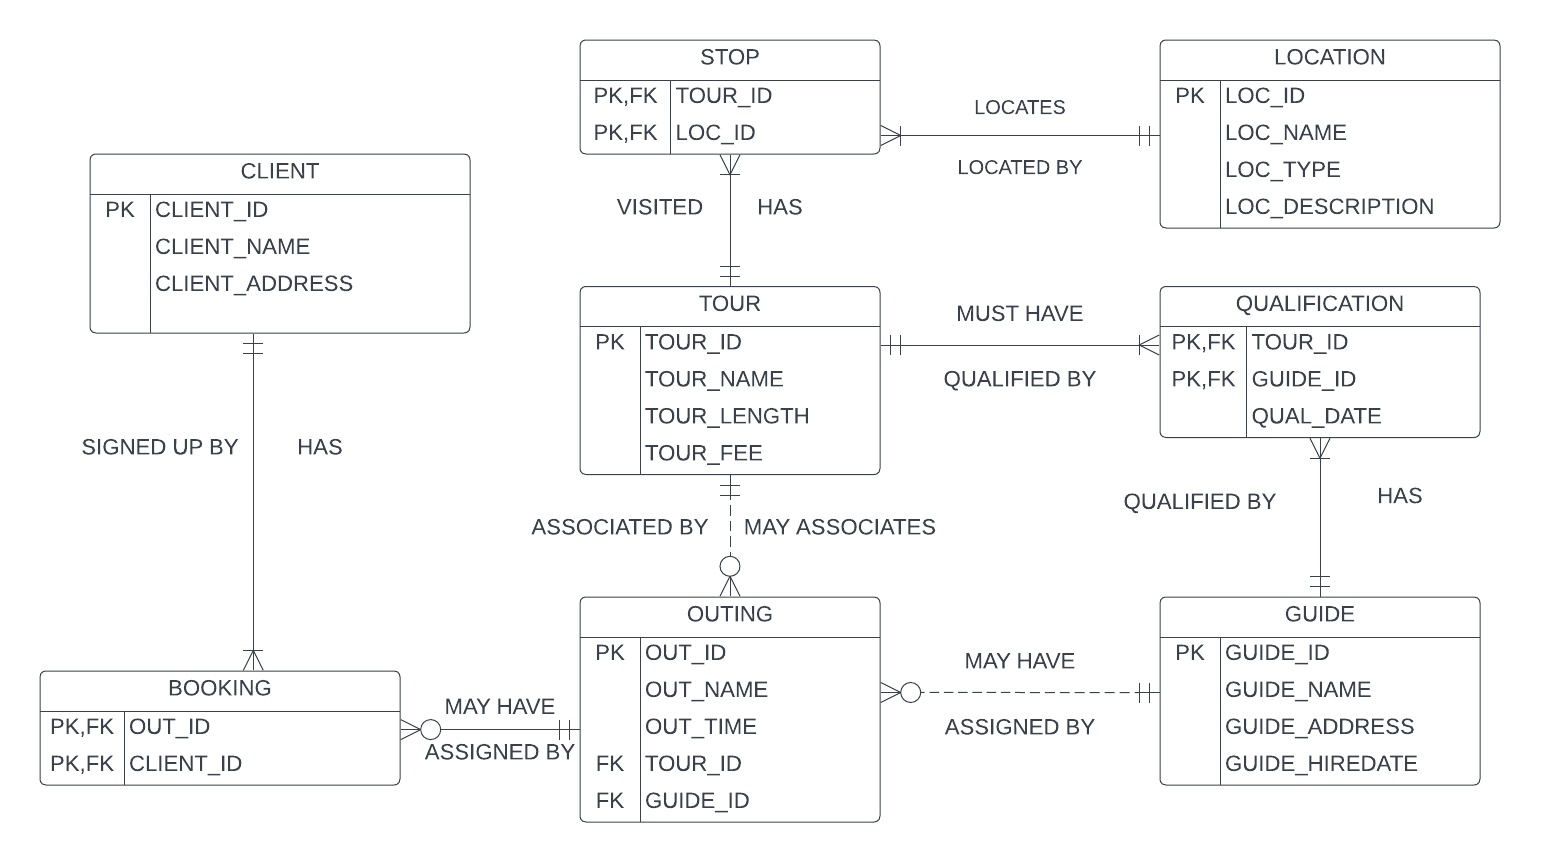 STOP
PK,FK TOUR_ID
PK,FK LOC_ID
LOCATES
LOCATED BY
LOCATION
PK LOC_ID
LOC_NAME
LOC_TYPE
LOC_DESCRIPTION
CLIENT
PK CLIENT_ID
CLIENT_NAME
CLIENT_ADDRESS
VISITED HAS
TOUR
PK TOUR_ID
TOUR_NAME
TOUR_LENGTH
TOUR_FEE
MUST HAVE
QUALIFIED BY
QUALIFICATION
PK,FK TOUR_ID
PK,FK GUIDE_ID
QUAL_DATE
SIGNED UP BY HAS
ASSOCIATED BY MAY ASSOCIATES
QUALIFIED BY HAS
BOOKING
PK,FK OUT_ID
PK,FK CLIENT_ID
MAY HAVE
ASSIGNED BY
OUTING
PK OUT_ID
OUT_NAME
OUT_TIME
FK TOUR_ID
FK GUIDE_ID
MAY HAVE
ASSIGNED BY
GUIDE
PK GUIDE_ID
GUIDE_NAME
GUIDE_ADDRESS
GUIDE_HIREDATE